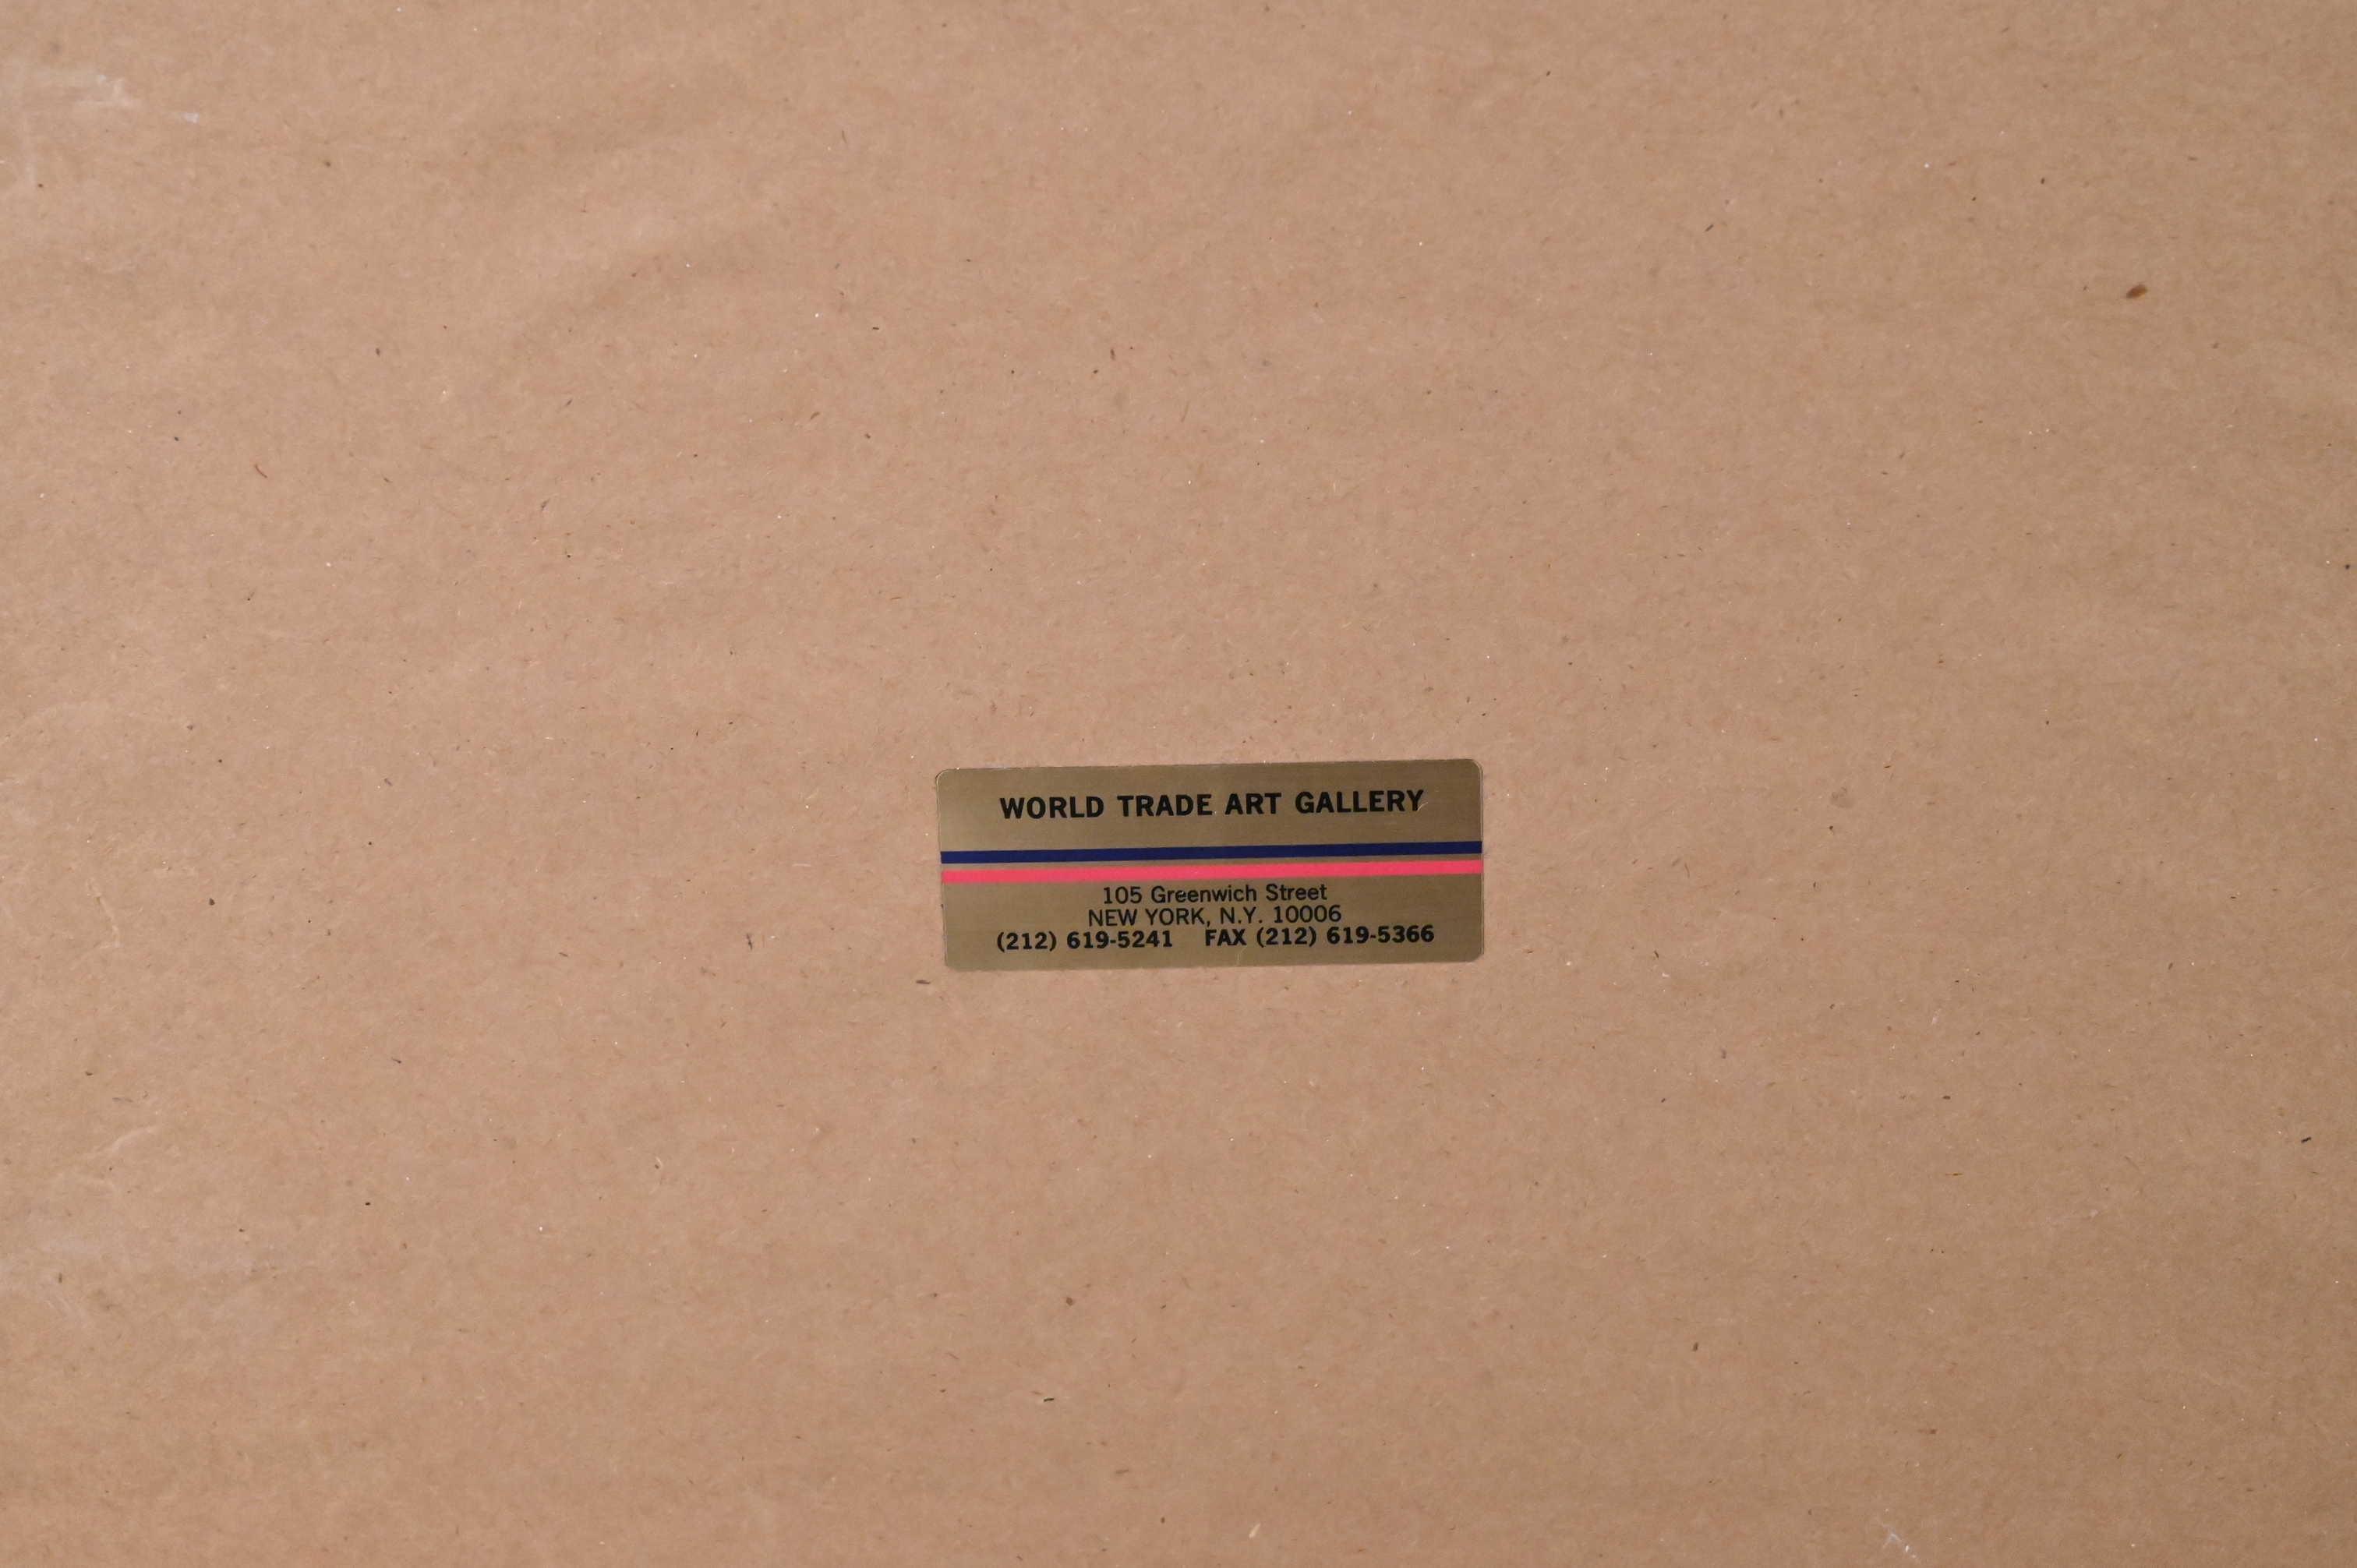 WORLD TRADE ART GALLERY
105 Greenwich Street
NEW YORK, N.Y. 10006
(212) 619-5241 FAX (212) 619-5366